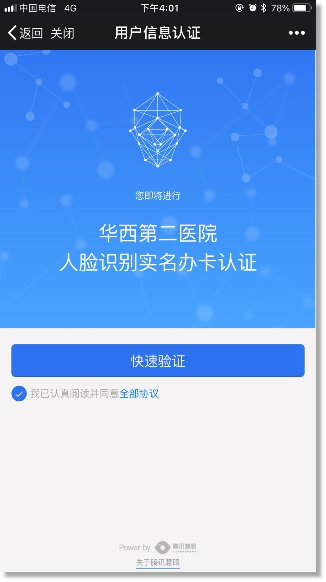 中国电信 4G 下午4:01 78%
返回 关闭 用户信息认证
您即将进行
华西第二医院
人脸识别实名办卡认证
快速验证
我已认真阅读并同意全部协议
Power by 腾讯慧眼
关于腾讯慧眼